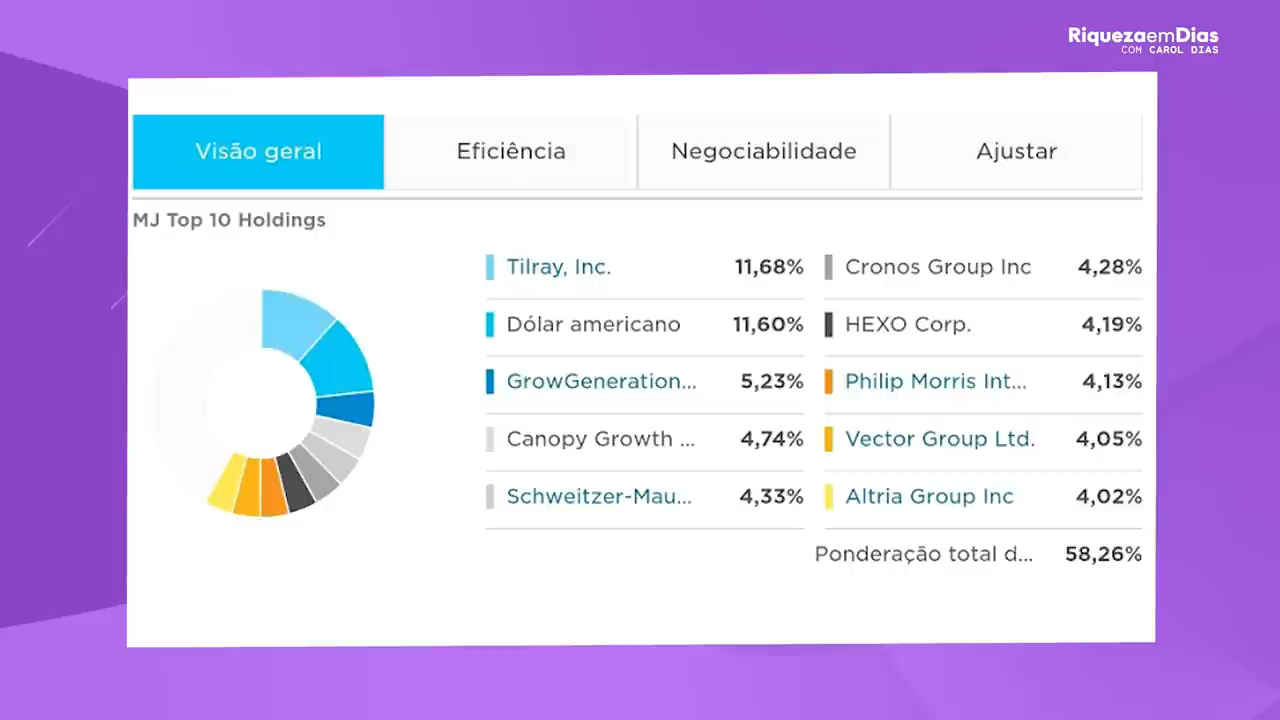 RiquezaemDias
COM CAROL DIAS
Visão geral
Eficiência
Negociabilidade
Ajustar
MJ Top 10 Holdings
Tilray, Inc. 11,68%
Dólar americano 11,60%
GrowGeneration... 5,23%
Canopy Growth ... 4,74%
Schweitzer-Mau... 4,33%
Cronos Group Inc 4,28%
HEXO Corp. 4,19%
Philip Morris Int... 4,13%
Vector Group Ltd. 4,05%
Altria Group Inc 4,02%
Ponderação total d... 58,26%